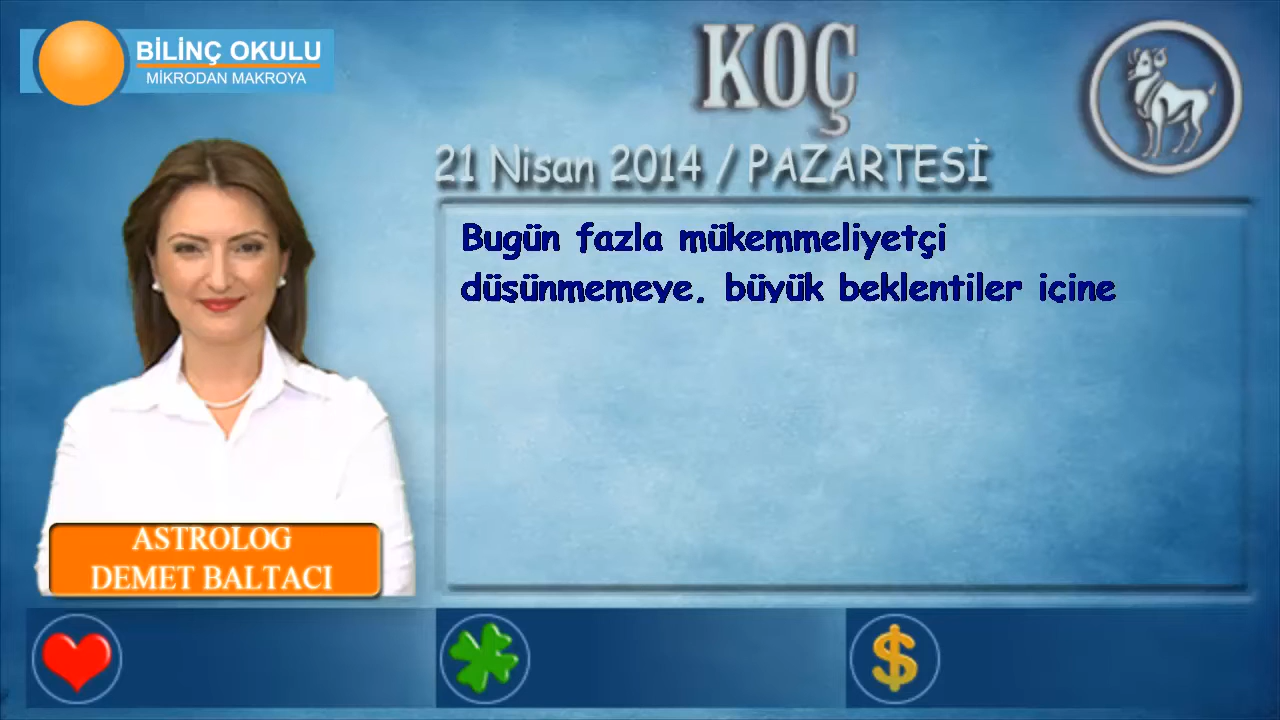 BİLİNÇ OKULU
MİKRODAN MAKROYA
KOÇ
21 Nisan 2014 / PAZARTESİ
Bugün fazla mükemmeliyetçi
düşünmemeye, büyük beklentiler içine
ASTROLOG
DEMET BALTACI